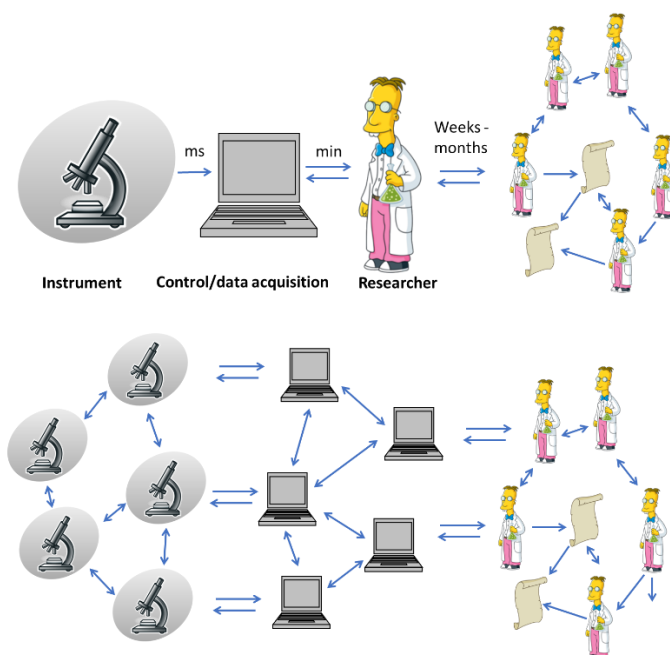 ms
min
Weeks -
months
Instrument
Control/data acquisition
Researcher